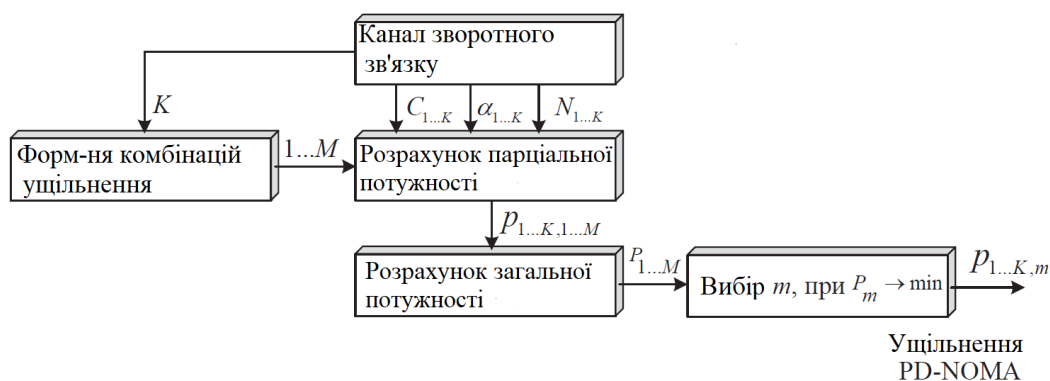 Канал зворотного
зв'язку
K
C1...K
α1...K
N1...K
Форм-ня комбінацій
ущільнення
1...M
Розрахунок парціальної
потужності
p1...K,1...M
Розрахунок загальної
потужності
P1...M
Вибір m, при Pm → min
p1...K,m
Ущільнення
PD-NOMA